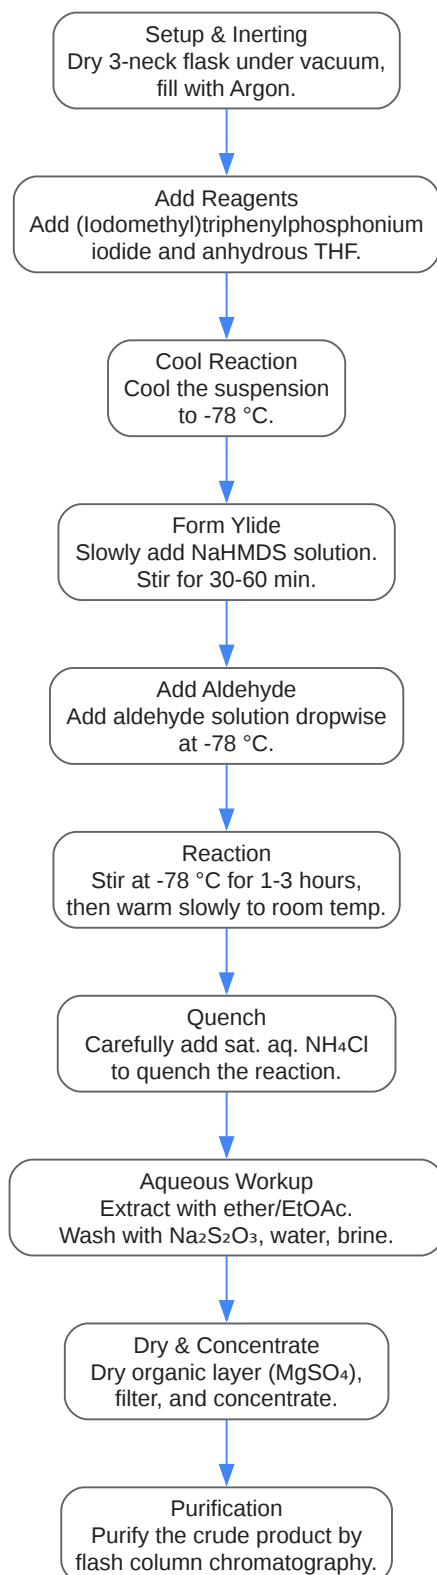 Setup & Inerting
Dry 3-neck flask under vacuum,
fill with Argon.
Add Reagents
Add (Iodomethyl)triphenylphosphonium
iodide and anhydrous THF.
Cool Reaction
Cool the suspension
to -78 °C.
Form Ylide
Slowly add NaHMDS solution.
Stir for 30-60 min.
Add Aldehyde
Add aldehyde solution dropwise
at -78 °C.
Reaction
Stir at -78 °C for 1-3 hours,
then warm slowly to room temp.
Quench
Carefully add sat. aq. NH₄Cl
to quench the reaction.
Aqueous Workup
Extract with ether/EtOAc.
Wash with Na₂S₂O₃, water, brine.
Dry & Concentrate
Dry organic layer (MgSO₄),
filter, and concentrate.
Purification
Purify the crude product by
flash column chromatography.